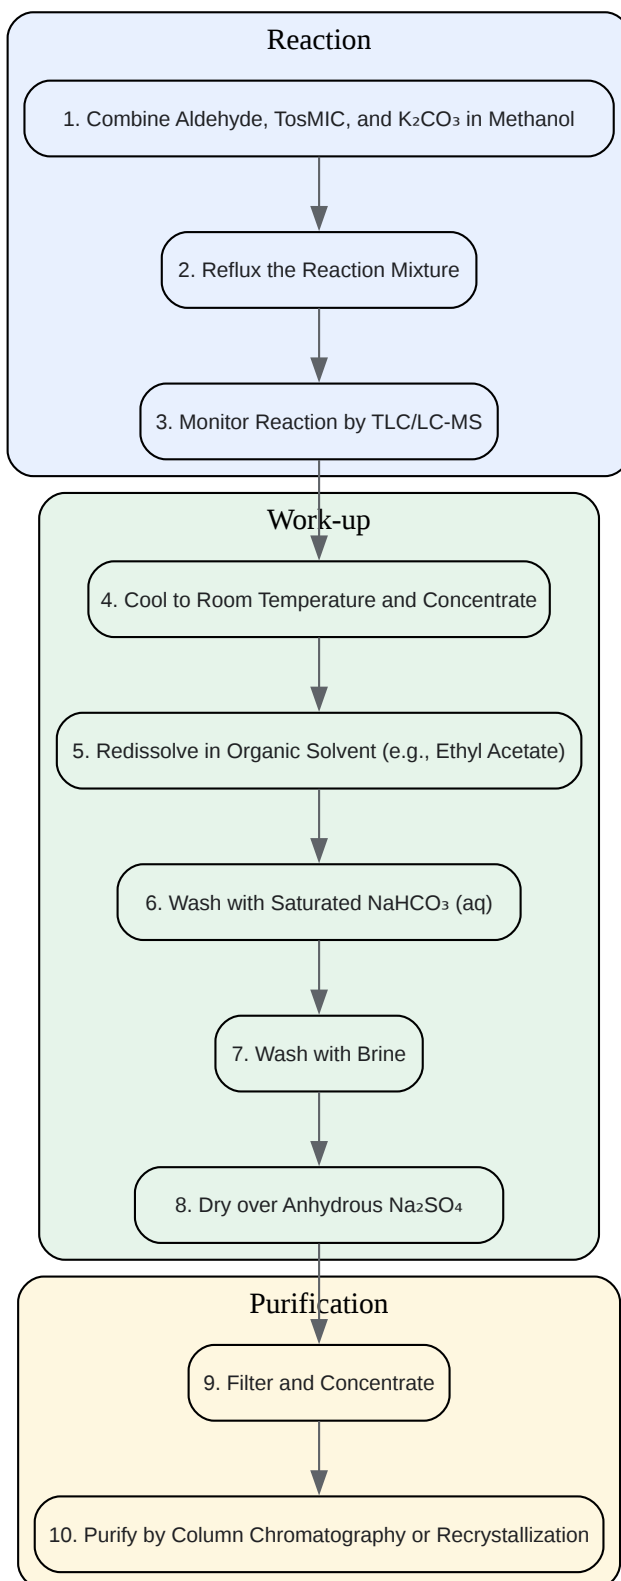 Reaction
1. Combine Aldehyde, TosMIC, and K₂CO₃ in Methanol
2. Reflux the Reaction Mixture
3. Monitor Reaction by TLC/LC-MS
Work-up
4. Cool to Room Temperature and Concentrate
5. Redissolve in Organic Solvent (e.g., Ethyl Acetate)
6. Wash with Saturated NaHCO₃ (aq)
7. Wash with Brine
8. Dry over Anhydrous Na₂SO₄
Purification
9. Filter and Concentrate
10. Purify by Column Chromatography or Recrystallization